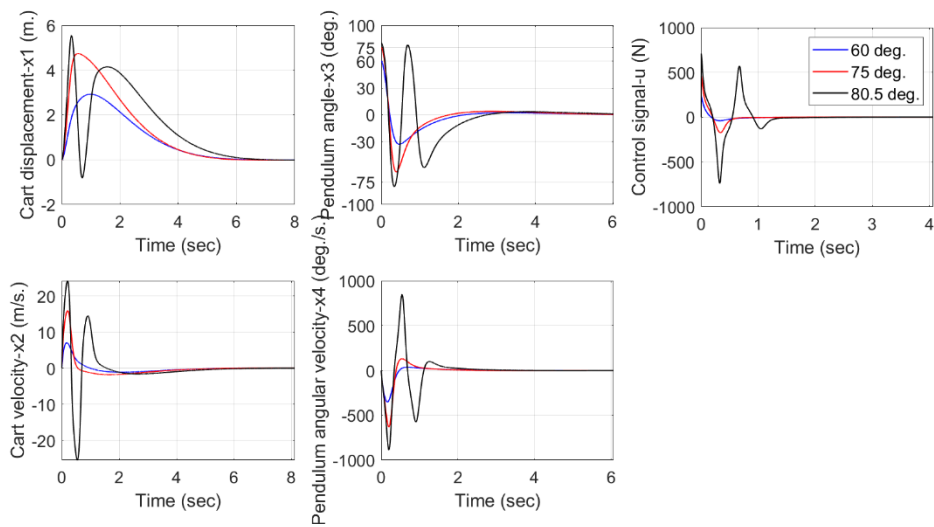 Cart displacement-x1 (m.)
6
4
2
0
-2
0 2 4 6 8
Time (sec)
Pendulum angle-x3 (deg.)
100
75
30
0
-30
-75
-100
0 2 4 6
Time (sec)
Control signal-u (N)
1000
500
0
-500
-1000
0 1 2 3 4
Time (sec)
60 deg.
75 deg.
80.5 deg.
Cart velocity-x2 (m/s.)
20
10
0
-10
-20
0 2 4 6 8
Time (sec)
Pendulum angular velocity-x4 (deg./s.)
1000
500
0
-500
-1000
0 2 4 6
Time (sec)